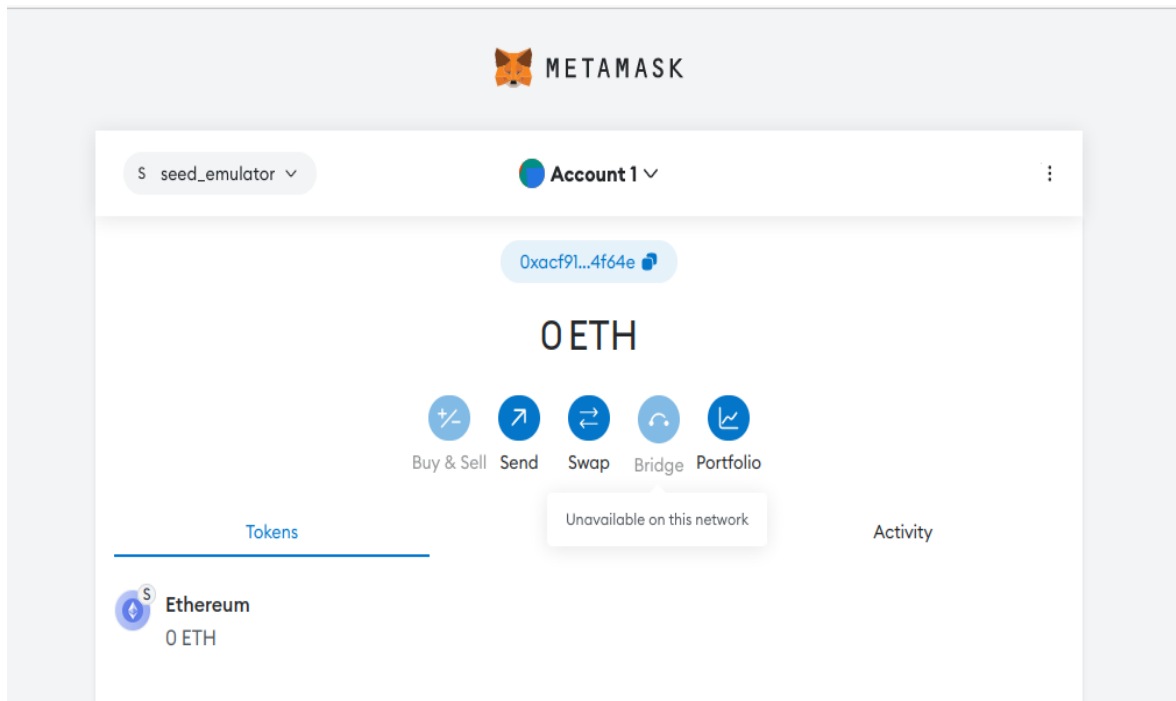 METAMASK
S seed_emulator
Account 1
0xacf91...4f64e
0 ETH
Buy & Sell Send Swap Bridge Portfolio
Unavailable on this network
Tokens Activity
S
Ethereum
0 ETH